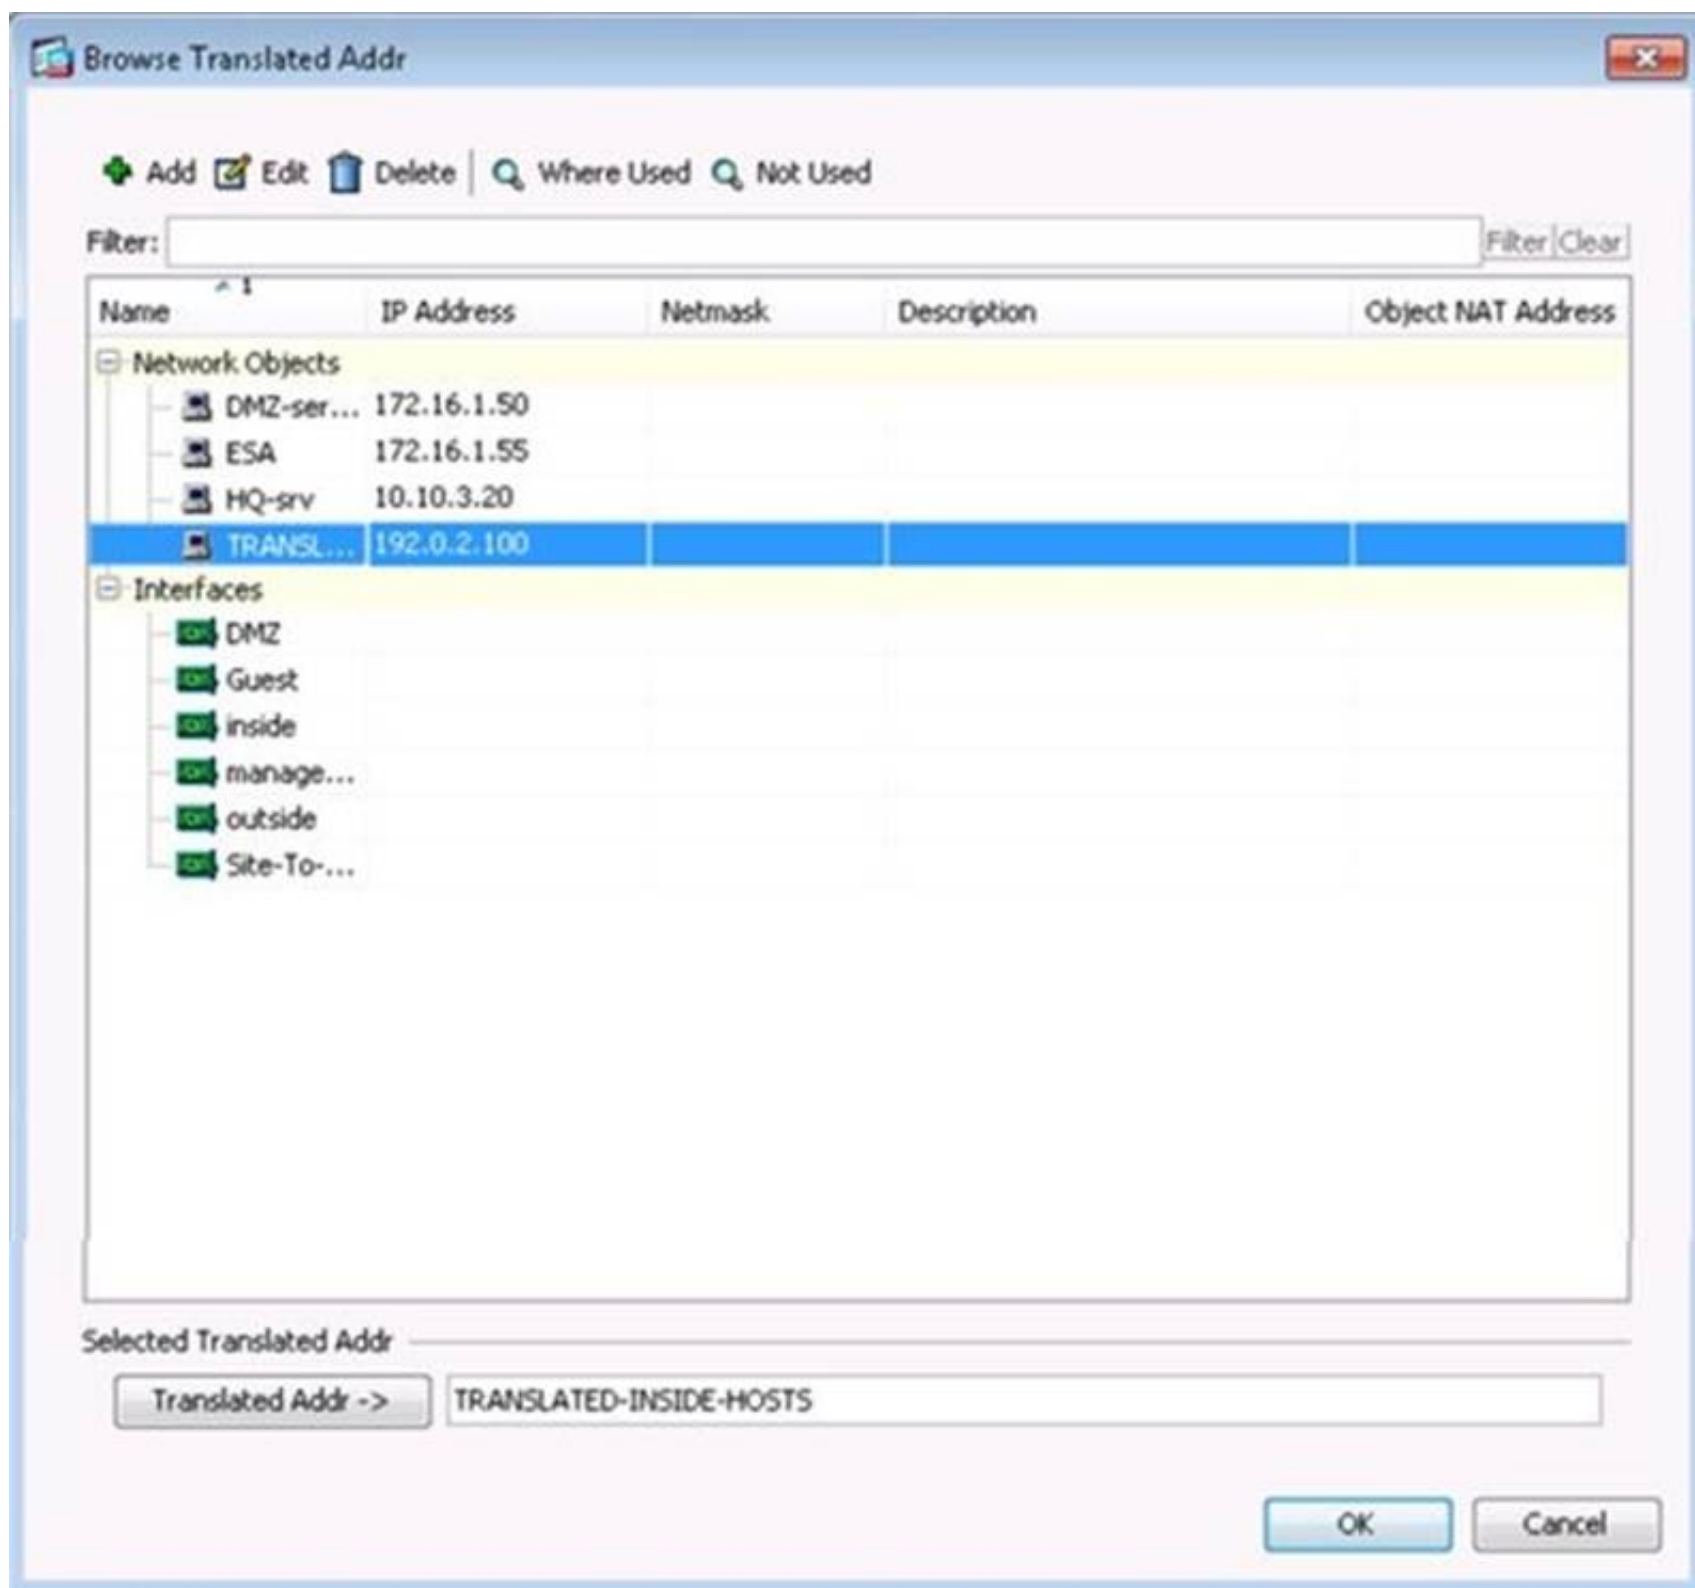 Browse Translated Addr
Add Edit Delete Where Used Not Used
Filter: Filter Clear
1
Name IP Address Netmask Description Object NAT Address
Network Objects
DMZ-ser... 172.16.1.50
ESA 172.16.1.55
HQ-srv 10.10.3.20
TRANSL... 192.0.2.100
Interfaces
DMZ
Guest
inside
manage...
outside
Site-To-...
Selected Translated Addr
Translated Addr -> TRANSLATED-INSIDE-HOSTS
OK Cancel